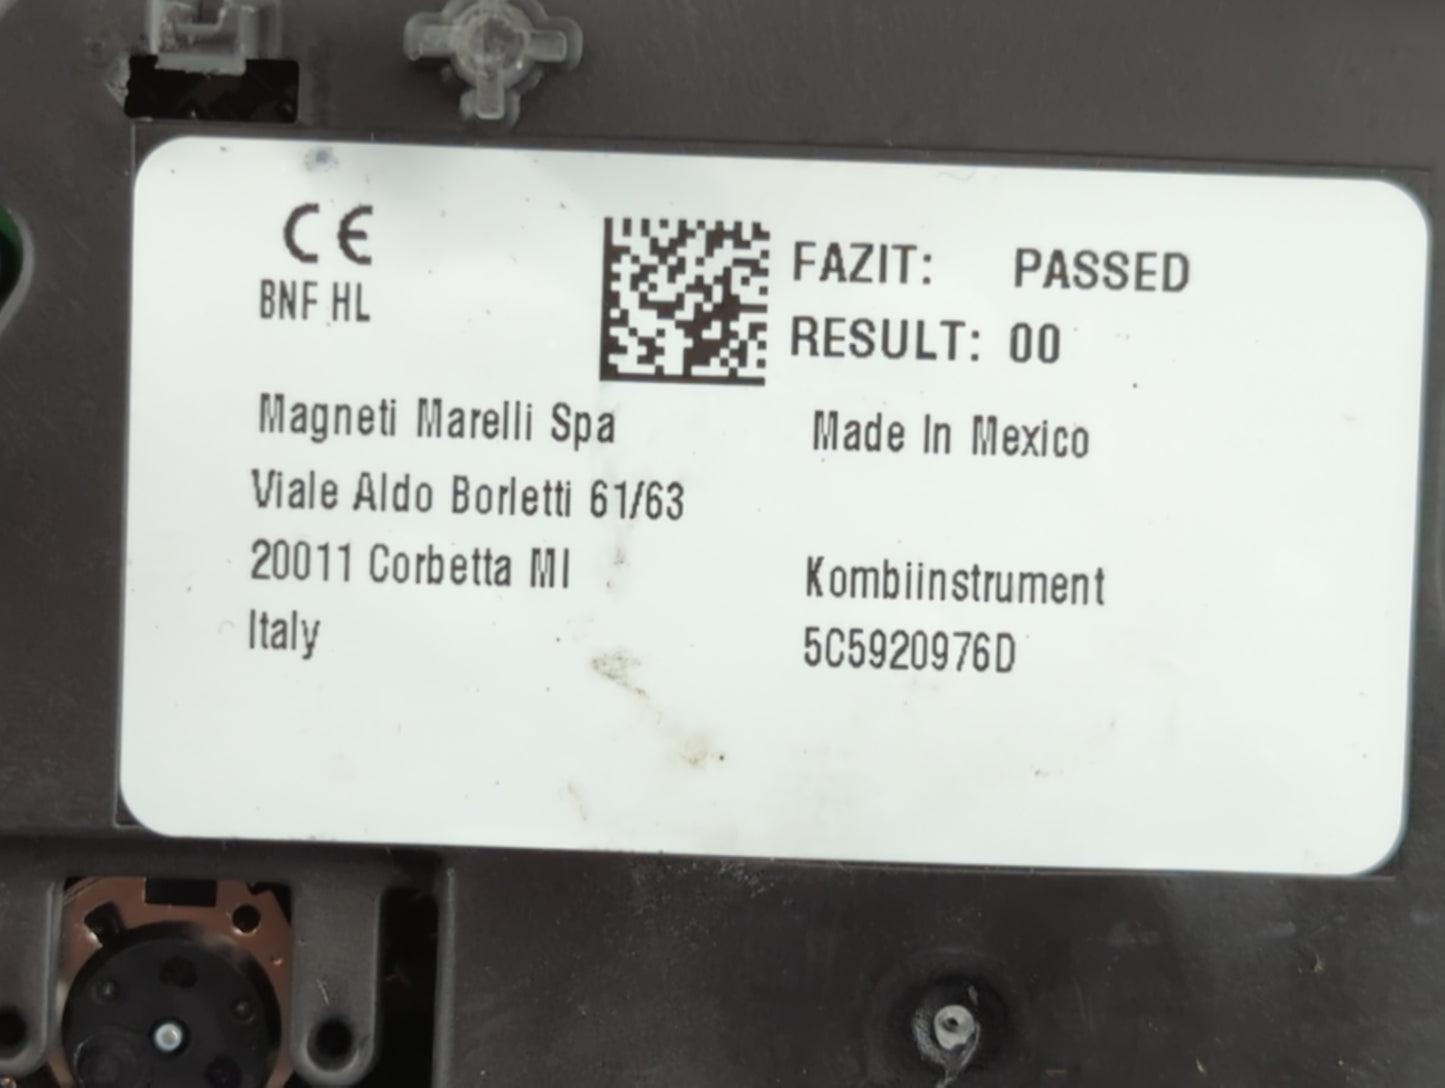 CE
BNF HL
FAZIT: PASSED
RESULT: 00
Magneti Marelli Spa
Viale Aldo Borletti 61/63
20011 Corbetta MI
Italy
Made In Mexico
Kombiinstrument
5C5920976D